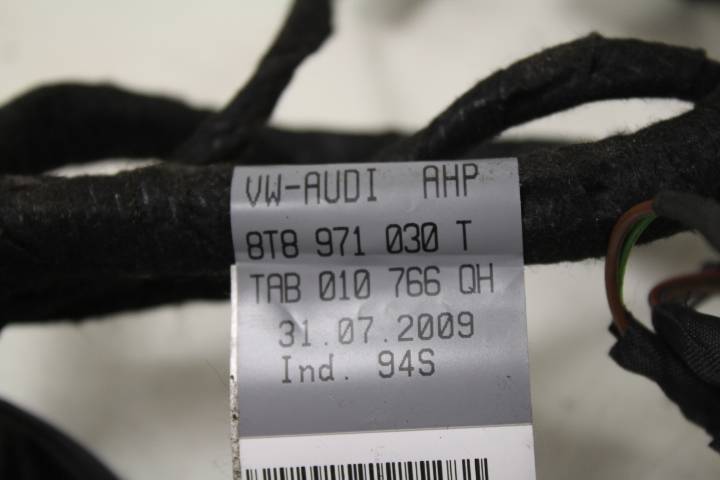 VW-AUDI AHP
8T8 971 030 T
TAB 010 766 QH
31.07.2009
Ind. 94S